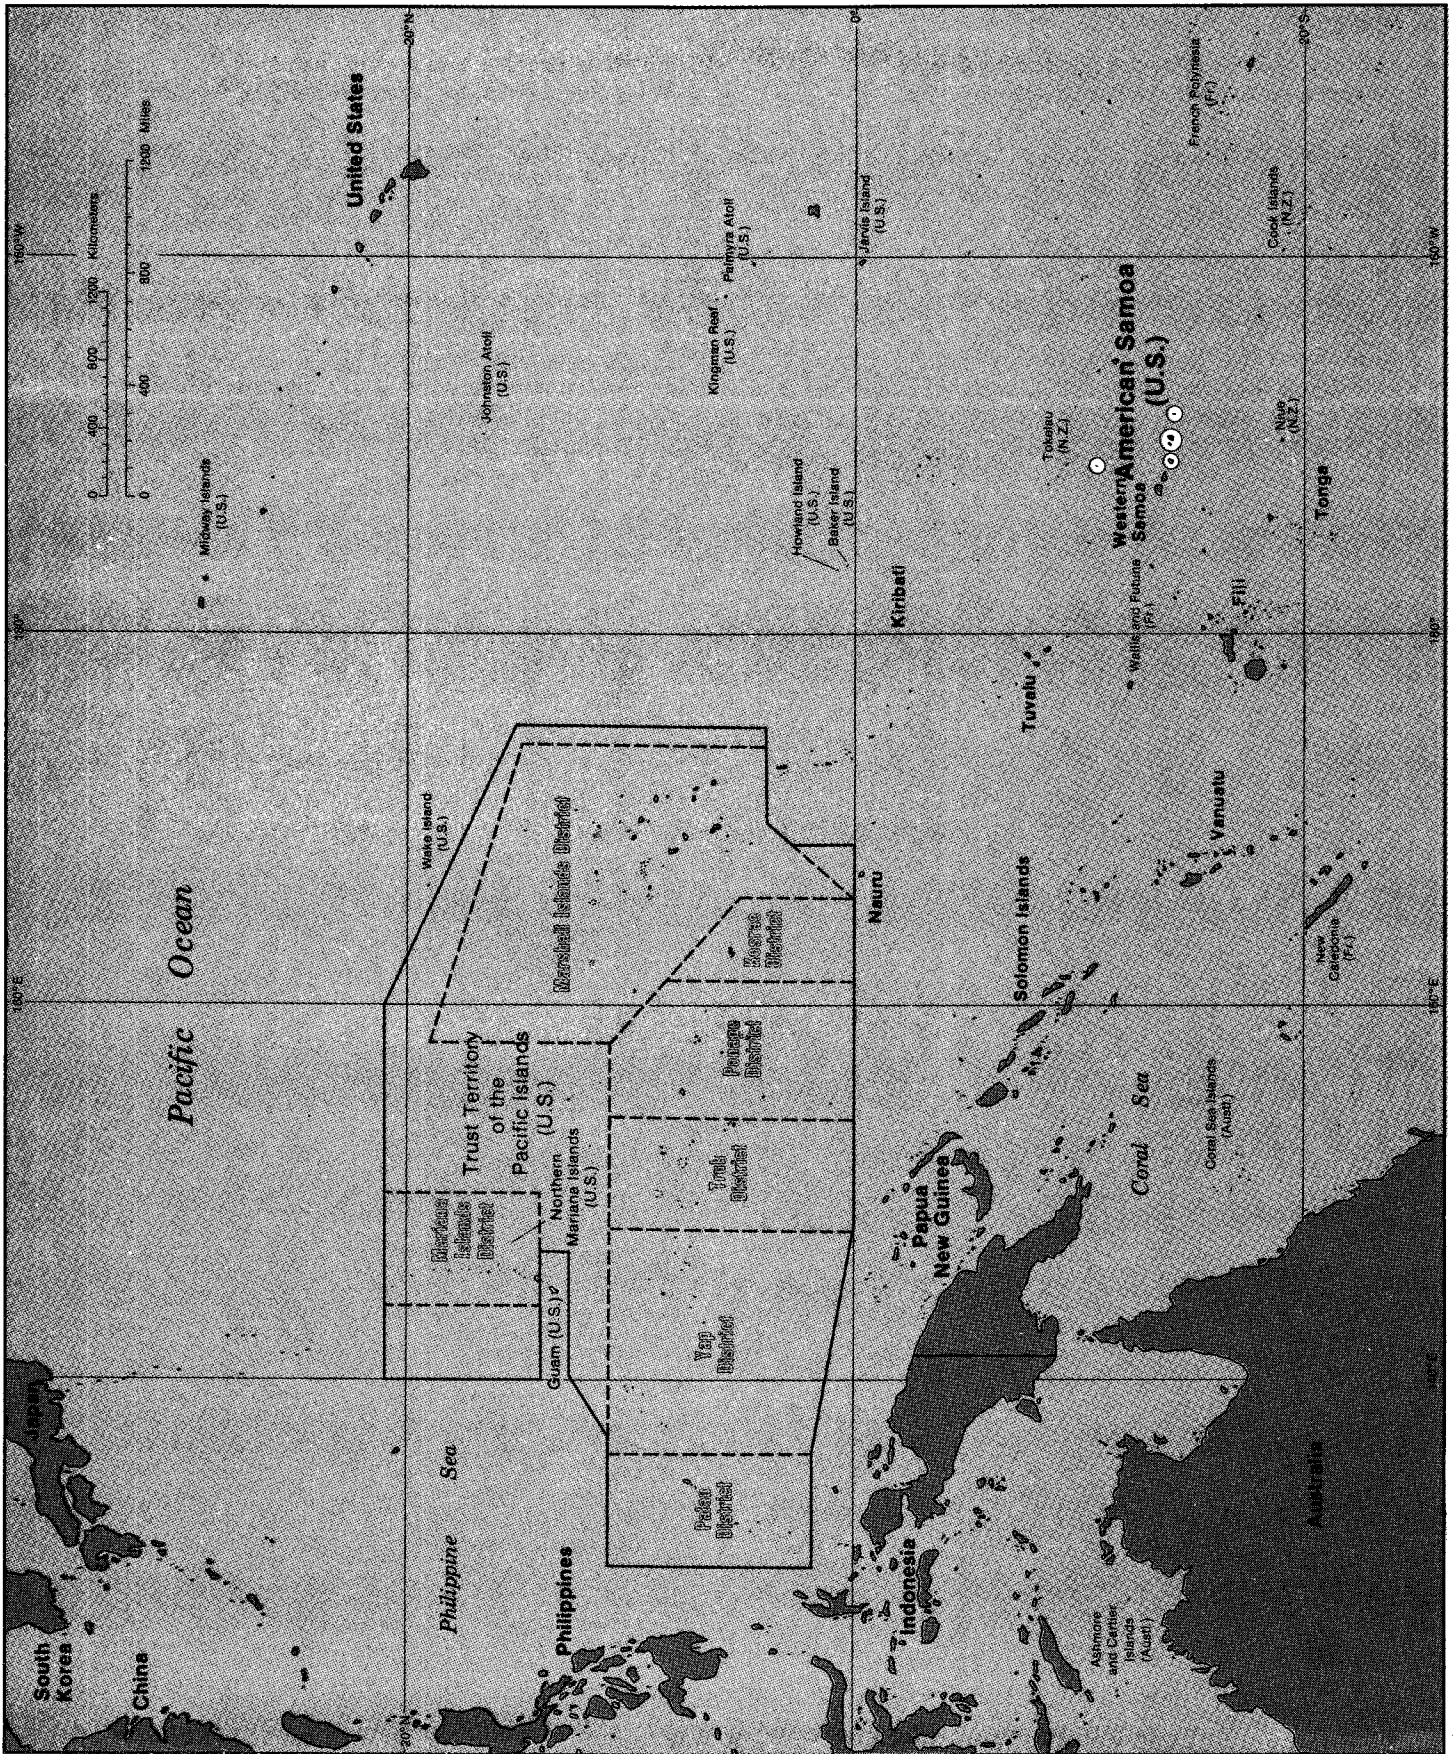 South
Korea
Japan
China
Pacific Ocean
Midway Islands
(U.S.)
0 400 800 1200 Kilometers
0 400 800 1200 Miles
United States
160°E
180°
160°W
20°N
20°N
Philippine Sea
Philippines
Wake Island
(U.S.)
Johnston Atoll
(U.S.)
Trust Territory
of the
Pacific Islands
(U.S.)
Mariana
Islands
District
Northern
Mariana Islands
(U.S.)
Guam (U.S.)
Marshall Islands District
Palau
District
Yap
District
Truk
District
Ponape
District
Kosrae
District
Kingman Reef
(U.S.)
Palmyra Atoll
(U.S.)
Howland Island
(U.S.)
Baker Island
(U.S.)
Jarvis Island
(U.S.)
0°
0°
Indonesia
Papua
New Guinea
Nauru
Kiribati
Solomon Islands
Tuvalu
Tokelau
(N.Z.)
Western
Samoa
American Samoa
(U.S.)
Wallis and Futuna
(Fr.)
Ashmore
and Cartier
Islands
(Austl.)
Coral Sea
Coral Sea Islands
(Austl.)
Vanuatu
Fiji
French Polynesia
(Fr.)
Cook Islands
(N.Z.)
Niue
(N.Z.)
Tonga
New
Caledonia
(Fr.)
Australia
20°S
160°E
180°
160°W